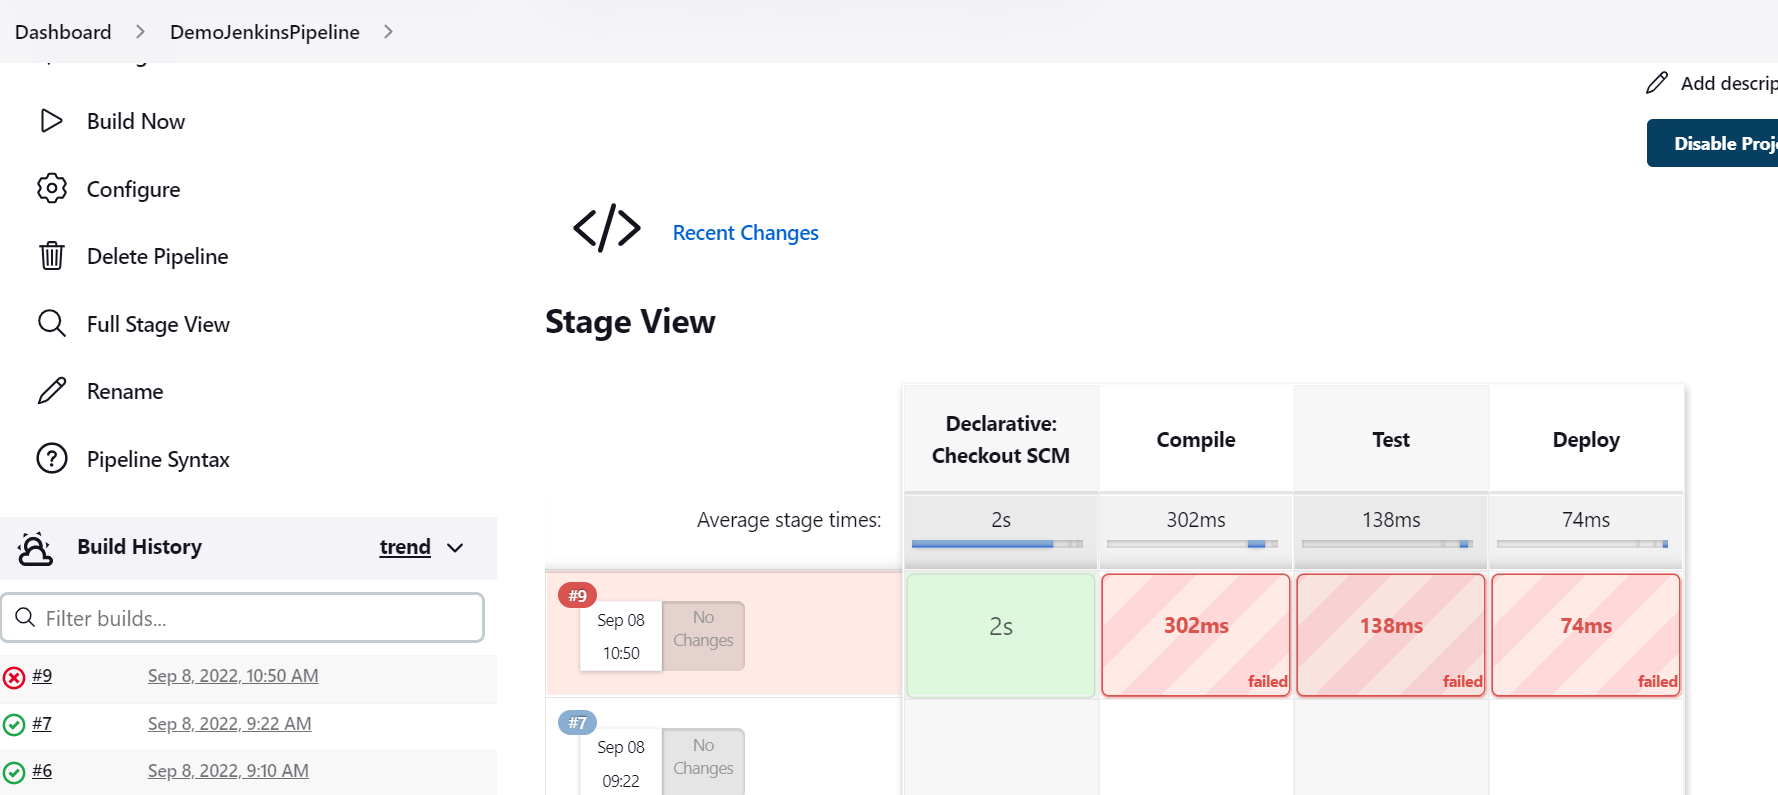 Dashboard
DemoJenkinsPipeline
Add descrip
Build Now
Disable Proj
Configure
Recent Changes
Delete Pipeline
Full Stage View
Stage View
Rename
Pipeline Syntax
Declarative:
Checkout SCM
Compile
Test
Deploy
Average stage times:
2s
302ms
138ms
74ms
Build History
trend
Filter builds...
#9
Sep 8, 2022, 10:50 AM
#7
Sep 8, 2022, 9:22 AM
#6
Sep 8, 2022, 9:10 AM
#9
Sep 08
10:50
No
Changes
2s
302ms
failed
138ms
failed
74ms
failed
#7
Sep 08
09:22
No
Changes